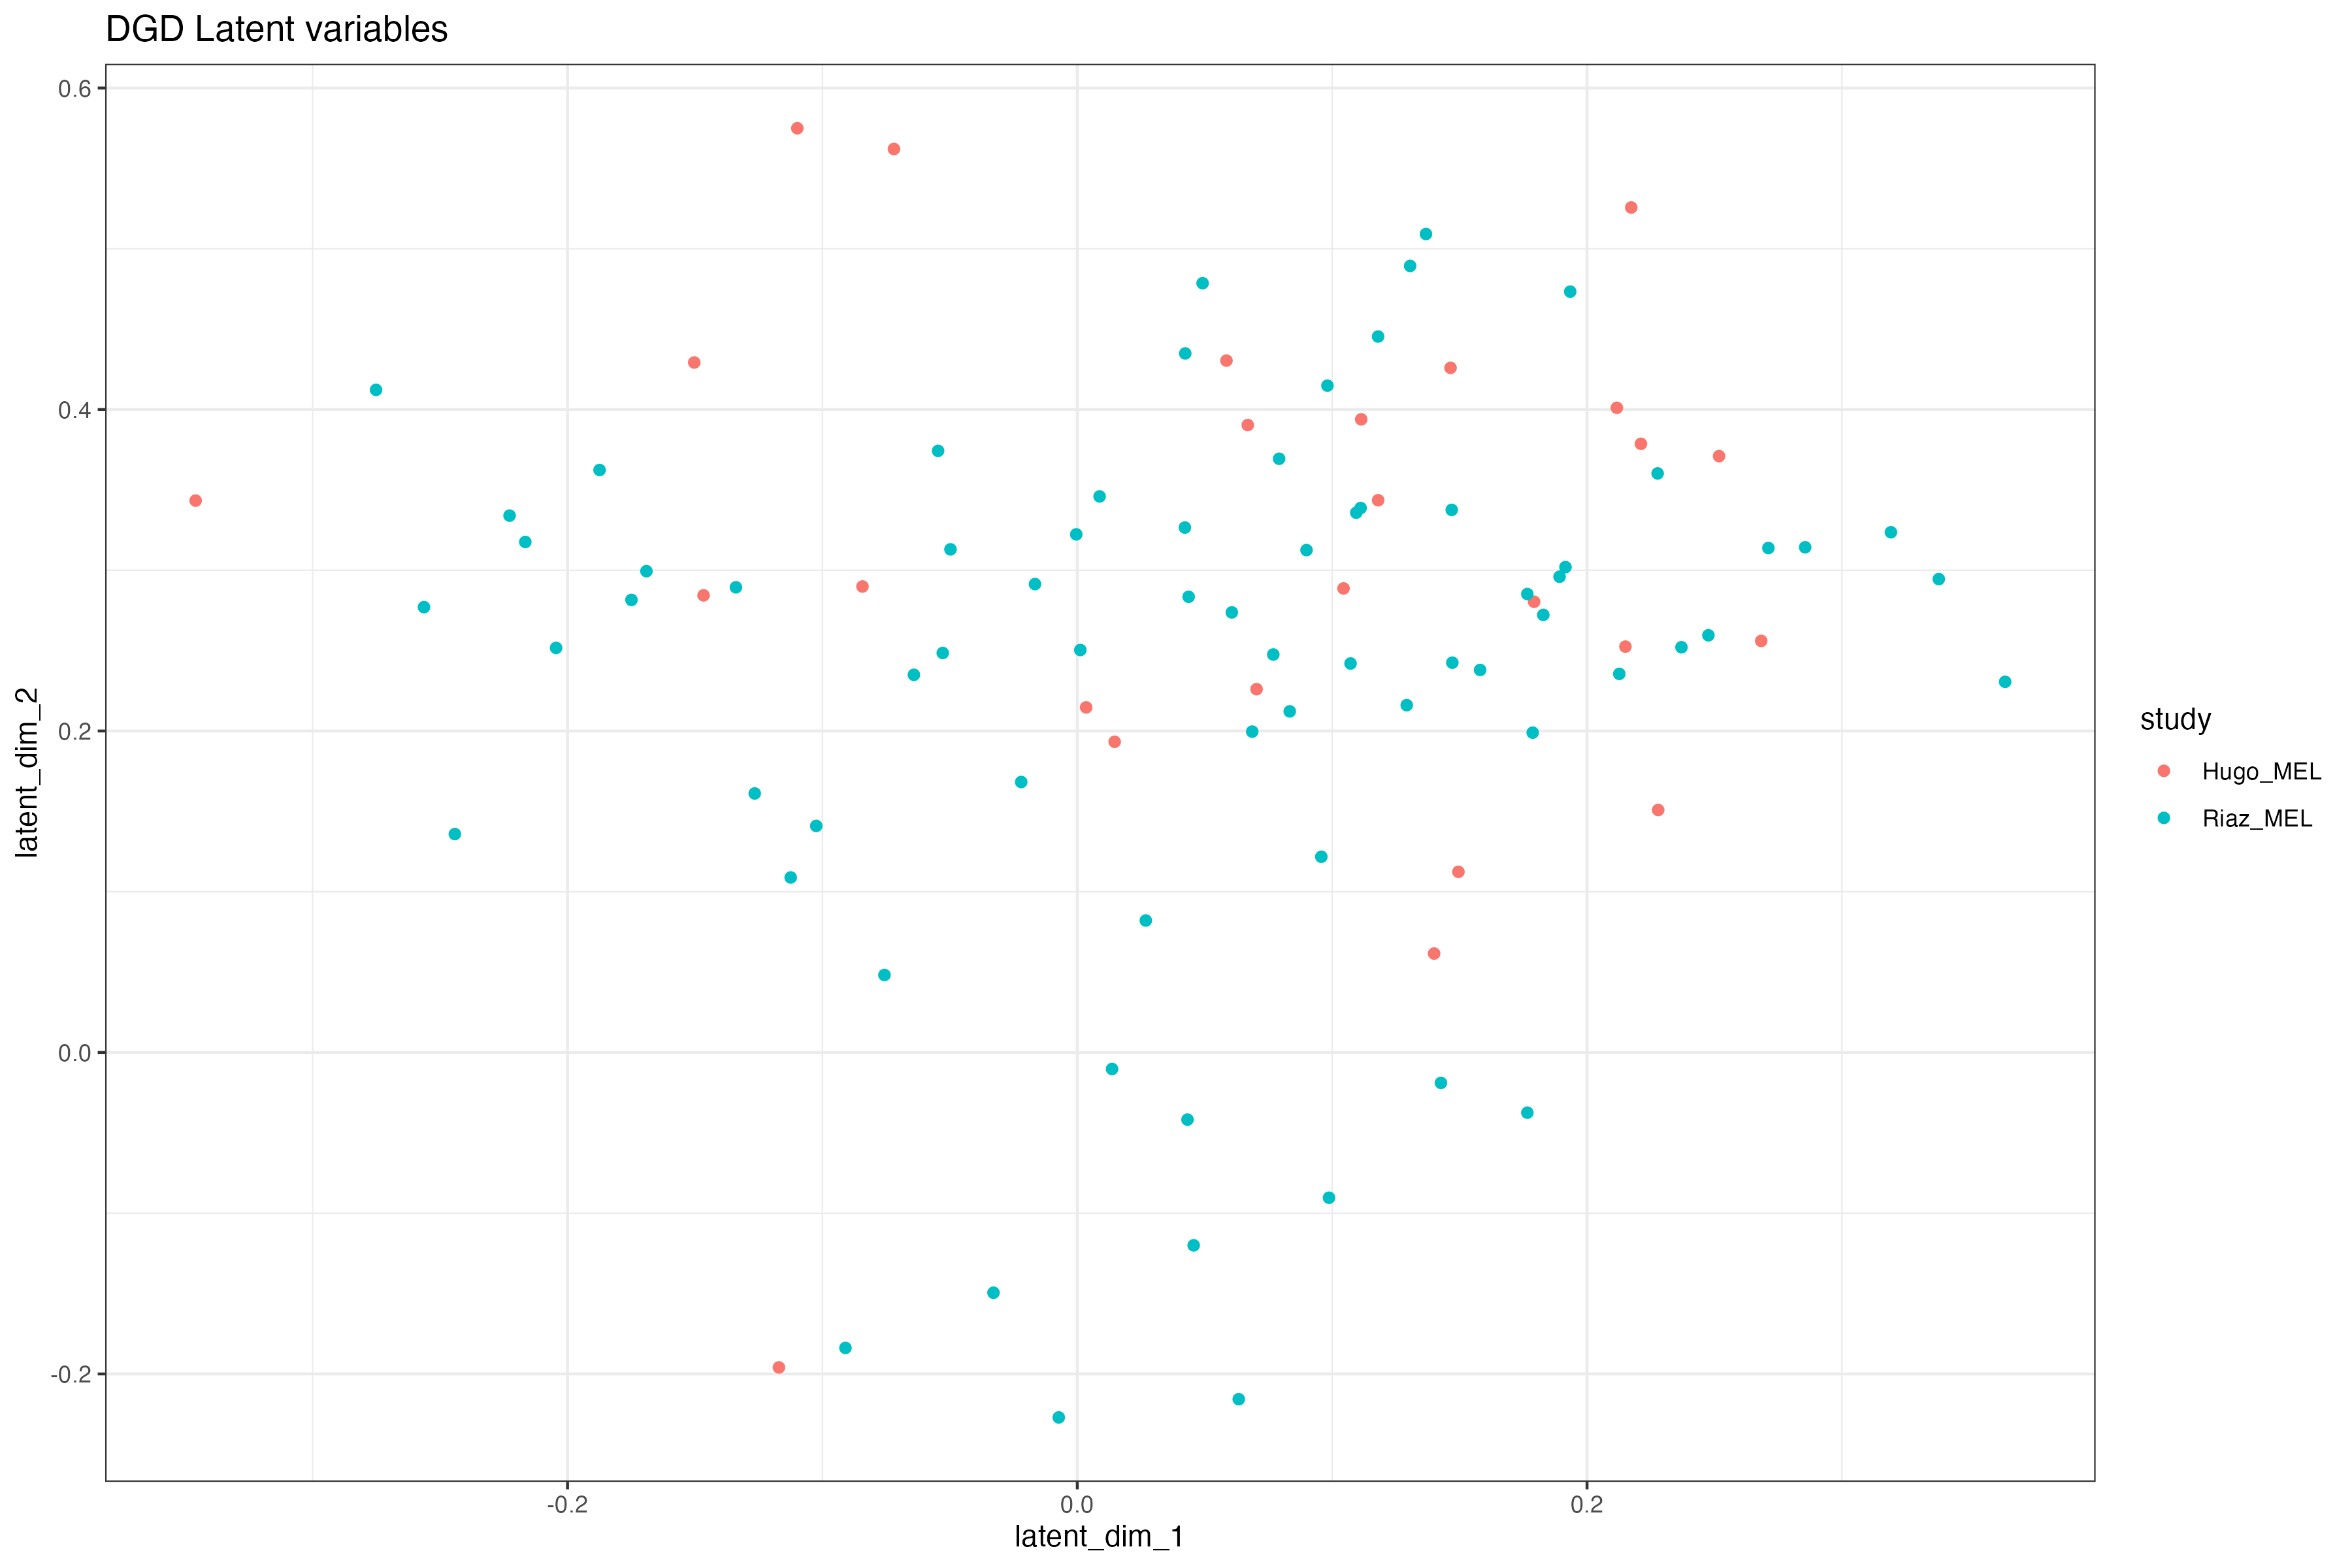 DGD Latent variables
0.6
0.4
0.2
0.0
-0.2
latent_dim_2
-0.2
0.0
0.2
latent_dim_1
study
Hugo_MEL
Riaz_MEL